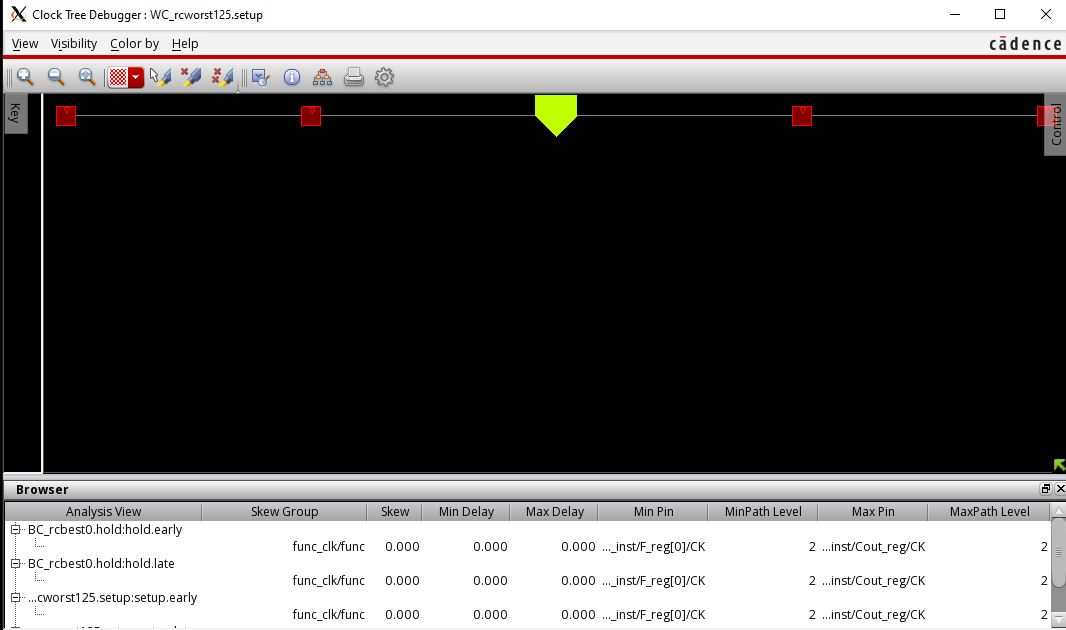 Clock Tree Debugger : WC_rcworst125.setup
View Visibility Color by Help
cādence
Key
Control
Browser
Analysis View Skew Group Skew Min Delay Max Delay Min Pin MinPath Level Max Pin MaxPath Level
BC_rcbest0.hold:hold.early
func_clk/func 0.000 0.000 0.000 ..._inst/F_reg[0]/CK 2 ...inst/Cout_reg/CK 2
BC_rcbest0.hold:hold.late
func_clk/func 0.000 0.000 0.000 ..._inst/F_reg[0]/CK 2 ...inst/Cout_reg/CK 2
...cworst125.setup:setup.early
func_clk/func 0.000 0.000 0.000 ..._inst/F_reg[0]/CK 2 ...inst/Cout_reg/CK 2